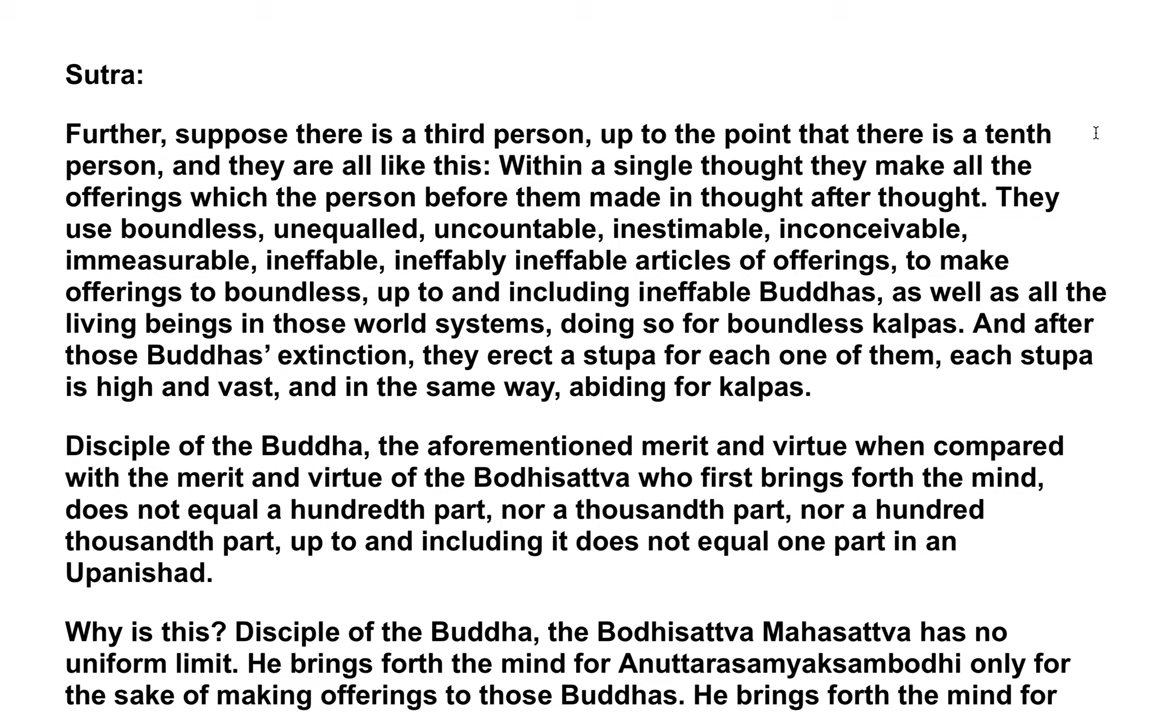 Sutra:
Further, suppose there is a third person, up to the point that there is a tenth
person, and they are all like this: Within a single thought they make all the
offerings which the person before them made in thought after thought. They
use boundless, unequalled, uncountable, inestimable, inconceivable,
immeasurable, ineffable, ineffably ineffable articles of offerings, to make
offerings to boundless, up to and including ineffable Buddhas, as well as all the
living beings in those world systems, doing so for boundless kalpas. And after
those Buddhas’ extinction, they erect a stupa for each one of them, each stupa
is high and vast, and in the same way, abiding for kalpas.
Disciple of the Buddha, the aforementioned merit and virtue when compared
with the merit and virtue of the Bodhisattva who first brings forth the mind,
does not equal a hundredth part, nor a thousandth part, nor a hundred
thousandth part, up to and including it does not equal one part in an
Upanishad.
Why is this? Disciple of the Buddha, the Bodhisattva Mahasattva has no
uniform limit. He brings forth the mind for Anuttarasamyaksambodhi only for
the sake of making offerings to those Buddhas. He brings forth the mind for